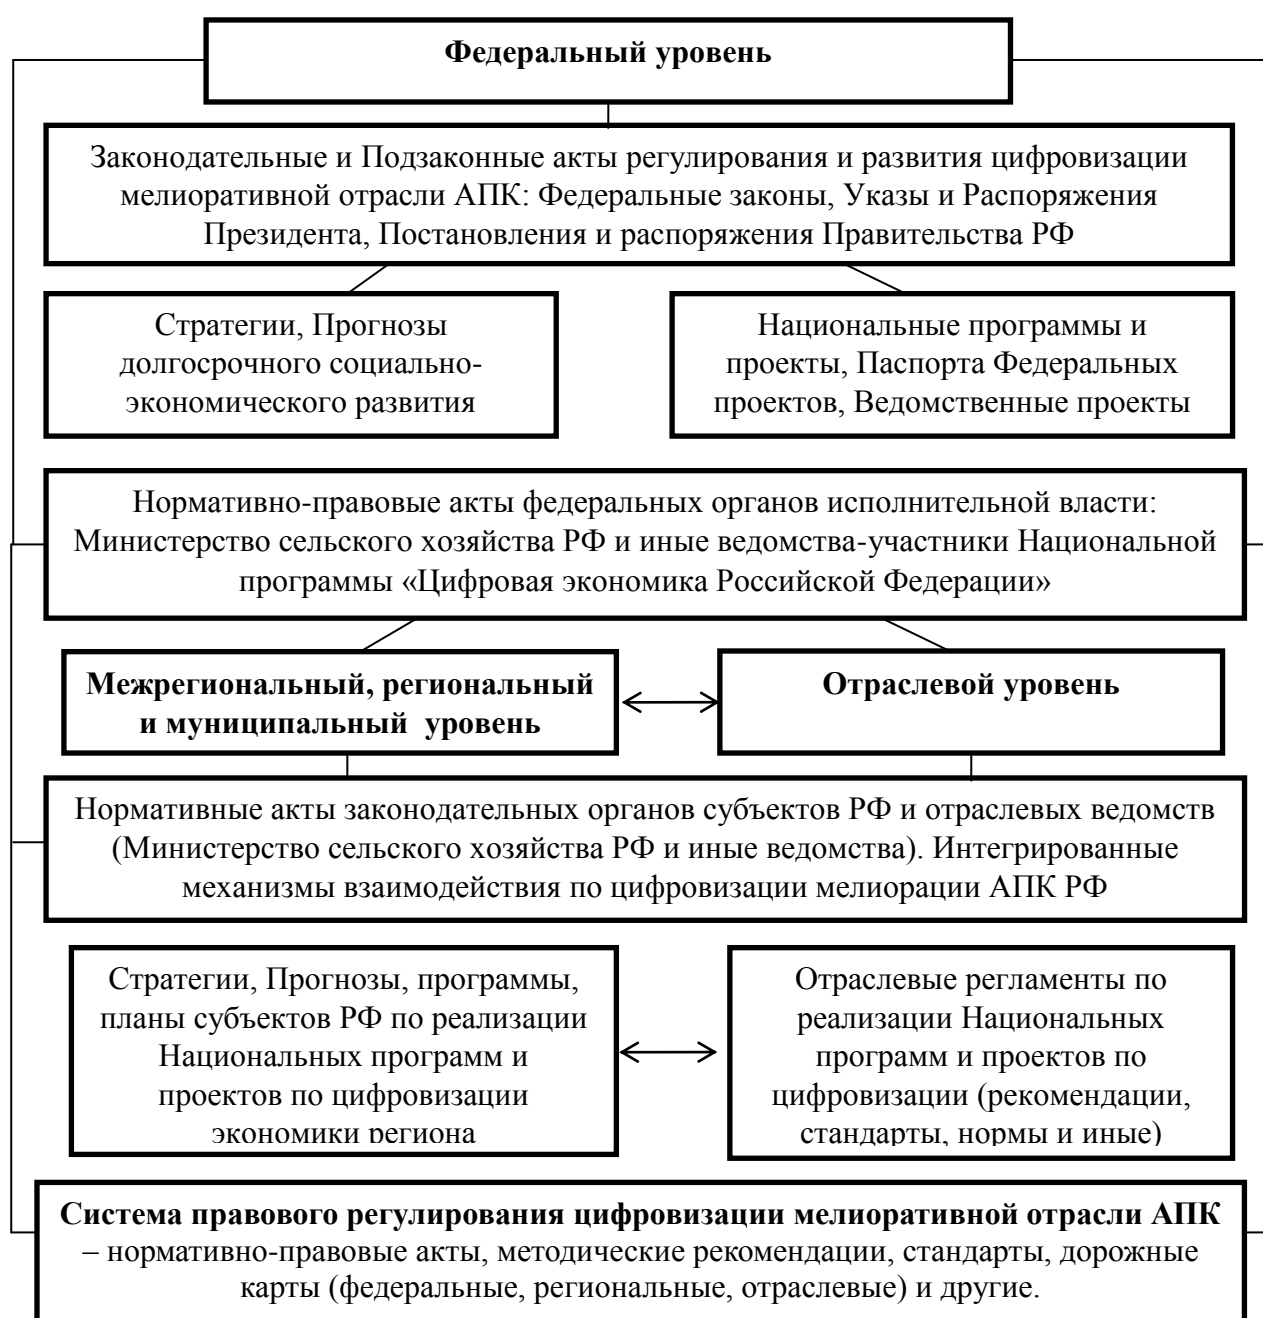 Федеральный уровень
Законодательные и Подзаконные акты регулирования и развития цифровизации
мелиоративной отрасли АПК: Федеральные законы, Указы и Распоряжения
Президента, Постановления и распоряжения Правительства РФ
Стратегии, Прогнозы
долгосрочного социально-
экономического развития
Национальные программы и
проекты, Паспорта Федеральных
проектов, Ведомственные проекты
Нормативно-правовые акты федеральных органов исполнительной власти:
Министерство сельского хозяйства РФ и иные ведомства-участники Национальной
программы «Цифровая экономика Российской Федерации»
Межрегиональный, региональный
и муниципальный уровень
Отраслевой уровень
Нормативные акты законодательных органов субъектов РФ и отраслевых ведомств
(Министерство сельского хозяйства РФ и иные ведомства). Интегрированные
механизмы взаимодействия по цифровизации мелиорации АПК РФ
Стратегии, Прогнозы, программы,
планы субъектов РФ по реализации
Национальных программ и
проектов по цифровизации
экономики региона
Отраслевые регламенты по
реализации Национальных
программ и проектов по
цифровизации (рекомендации,
стандарты, нормы и иные)
Система правового регулирования цифровизации мелиоративной отрасли АПК
– нормативно-правовые акты, методические рекомендации, стандарты, дорожные
карты (федеральные, региональные, отраслевые) и другие.